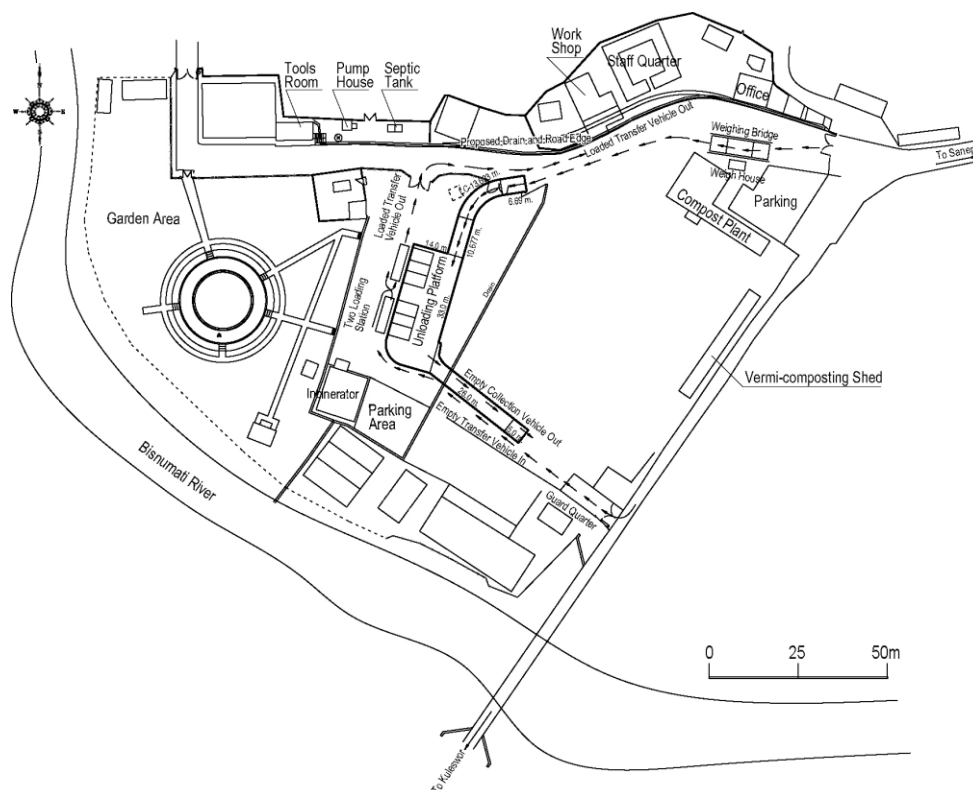 Work
Shop
Staff Quarter
Tools
Room
Pump
House
Septic
Tank
Office
Proposed Drain and Road Edge
Loaded Transfer Vehicle Out
Weighing Bridge
To Sanepa
Weigh House
Parking
Compost Plant
Garden Area
Loaded Transfer
Vehicle Out
6.69 m.
10.677 m.
14.0 m.
Unloading Platform
33.0 m.
Drain
Two Loading
Station
Vermi-composting Shed
Empty Collection Vehicle Out
26.0 m.
Empty Transfer Vehicle In
Incinerator
Parking
Area
Bisnumati River
Guard Quarter
0 25 50m
To Kuleswor